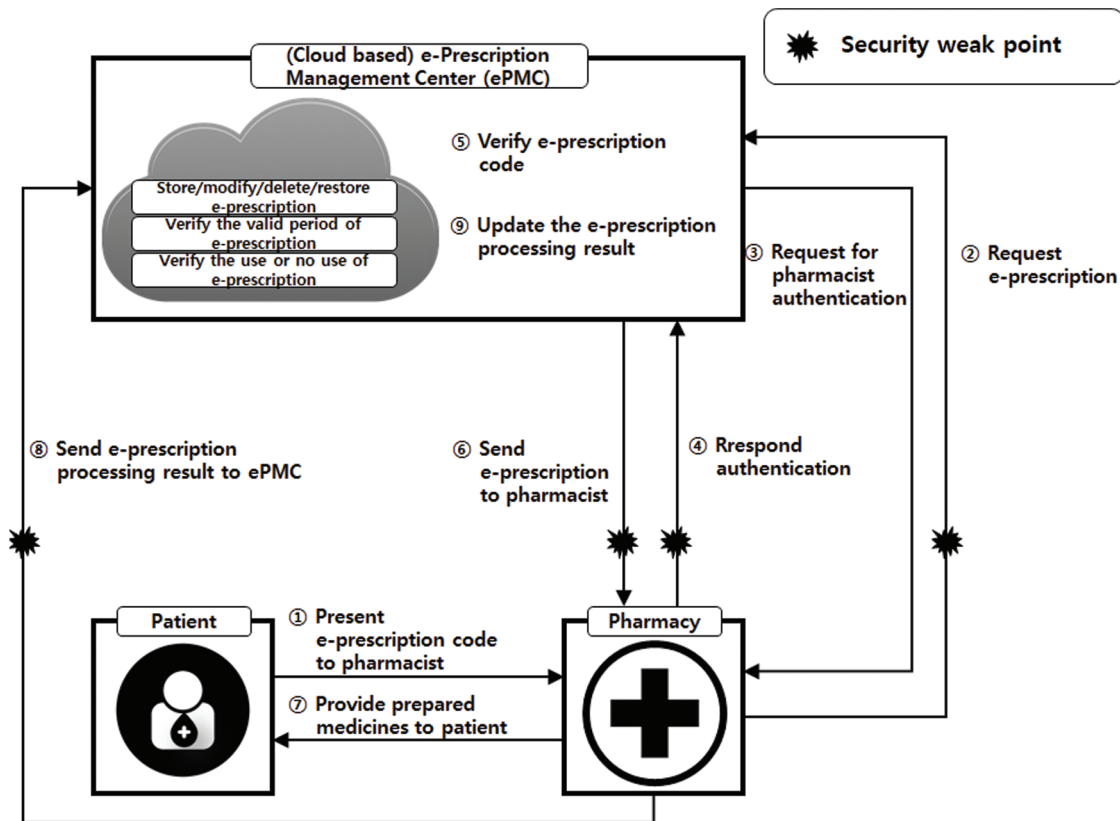 (Cloud based) e-Prescription
Management Center (ePMC)
Security weak point
Store/modify/delete/restore
e-prescription
Verify the valid period of
e-prescription
Verify the use or no use of
e-prescription
⑤ Verify e-prescription
code
⑨ Update the e-prescription
processing result
③ Request for
pharmacist
authentication
② Request
e-prescription
⑧ Send e-prescription
processing result to ePMC
⑥ Send
e-prescription
to pharmacist
④ Rrespond
authentication
Patient
① Present
e-prescription code
to pharmacist
⑦ Provide prepared
medicines to patient
Pharmacy